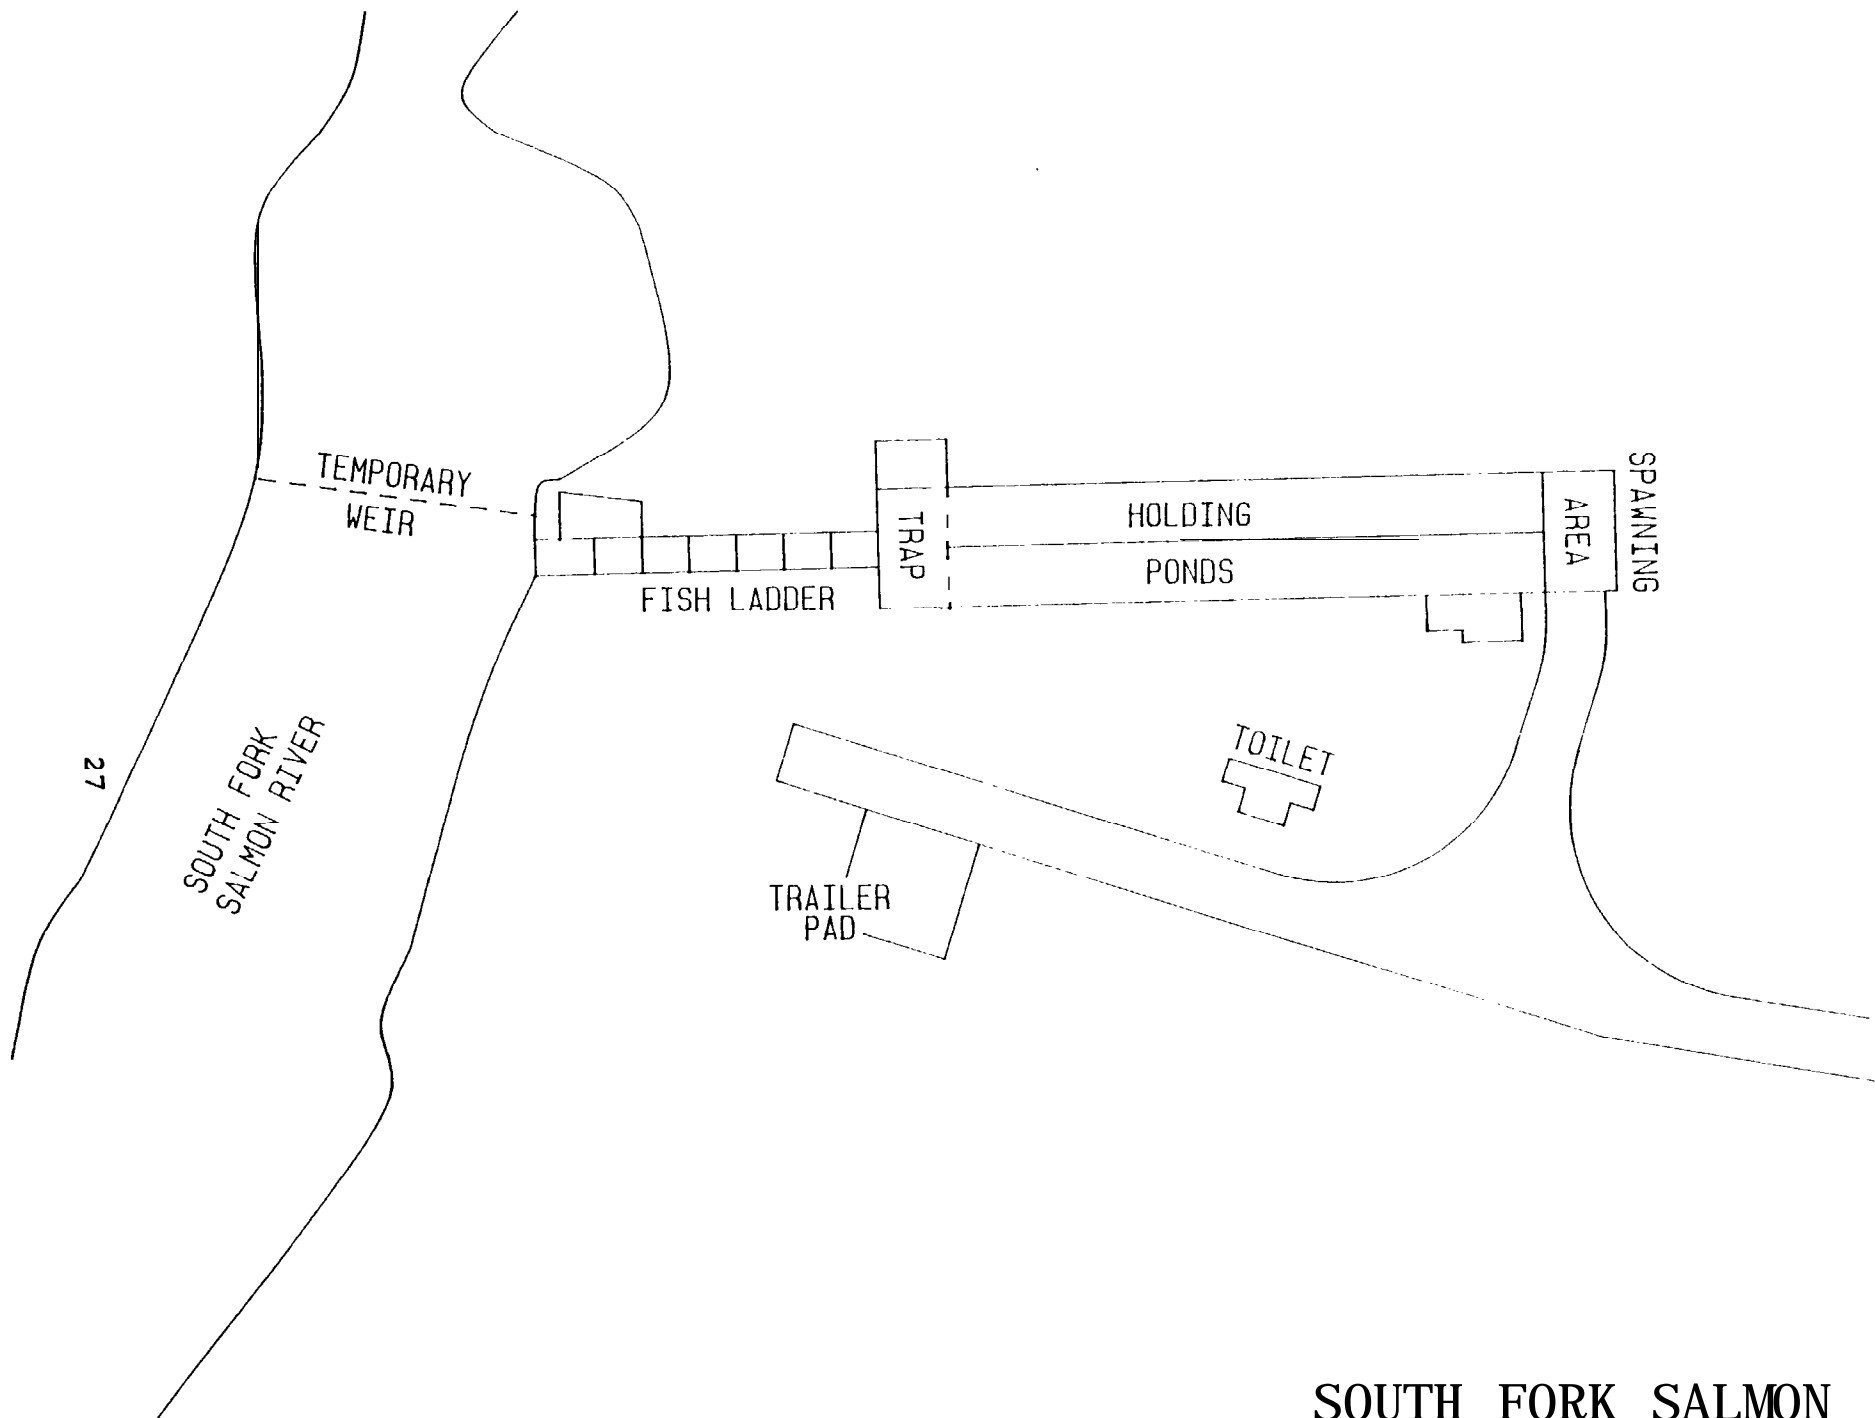 TEMPORARY
WEIR
FISH LADDER
TRAP
HOLDING
PONDS
SPAWNING
AREA
TOILET
SOUTH FORK
SALMON RIVER
27
TRAILER
PAD
SOUTH FORK SALMON